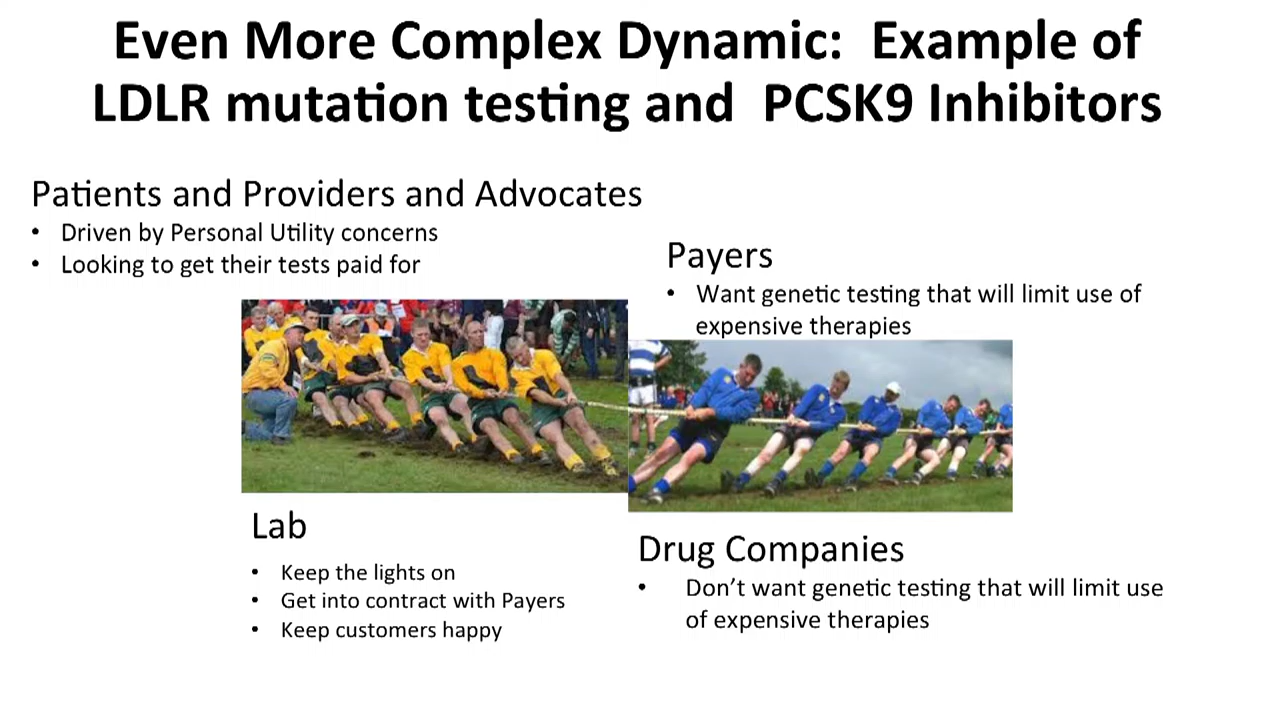 Even More Complex Dynamic:  Example of
LDLR mutation testing and  PCSK9 Inhibitors
Patients and Providers and Advocates
• Driven by Personal Utility concerns
• Looking to get their tests paid for
Payers
• Want genetic testing that will limit use of
expensive therapies
Lab
• Keep the lights on
• Get into contract with Payers
• Keep customers happy
Drug Companies
• Don’t want genetic testing that will limit use
of expensive therapies